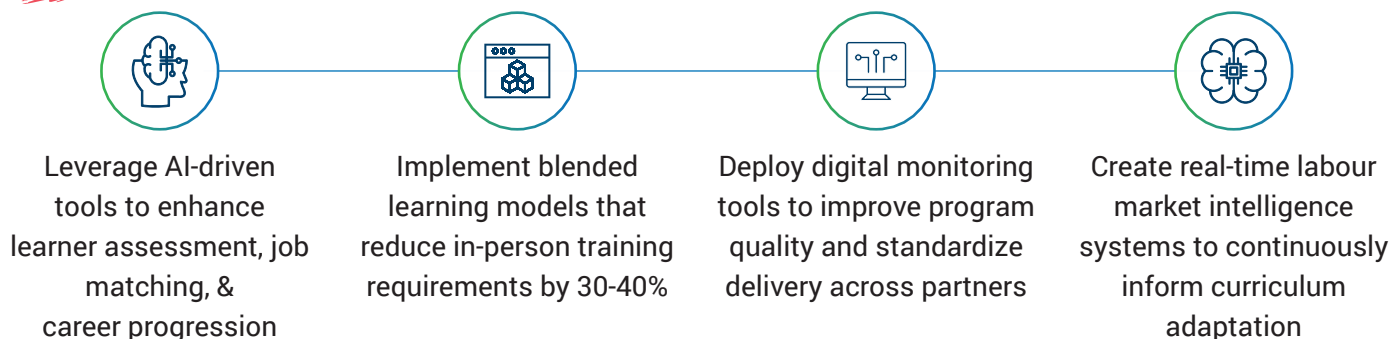 Leverage AI-driven
tools to enhance
learner assessment, job
matching, &
career progression
Implement blended
learning models that
reduce in-person training
requirements by 30-40%
Deploy digital monitoring
tools to improve program
quality and standardize
delivery across partners
Create real-time labour
market intelligence
systems to continuously
inform curriculum
adaptation